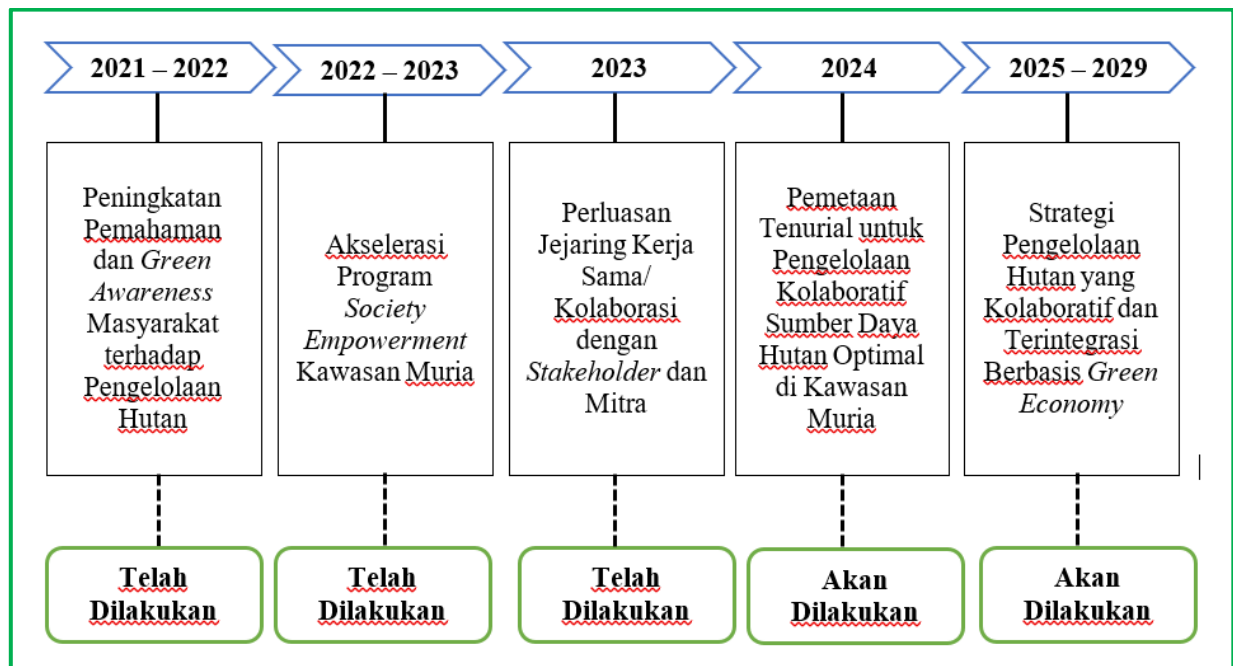 2021 – 2022
2022 – 2023
2023
2024
2025 – 2029
Peningkatan
Pemahaman
dan Green
Awareness
Masyarakat
terhadap
Pengelolaan
Hutan
Akselerasi
Program
Society
Empowerment
Kawasan Muria
Perluasan
Jejaring Kerja
Sama/
Kolaborasi
dengan
Stakeholder dan
Mitra
Pemetaan
Tenurial untuk
Pengelolaan
Kolaboratif
Sumber Daya
Hutan Optimal
di Kawasan
Muria
Strategi
Pengelolaan
Hutan yang
Kolaboratif dan
Terintegrasi
Berbasis Green
Economy
Telah
Dilakukan
Telah
Dilakukan
Telah
Dilakukan
Akan
Dilakukan
Akan
Dilakukan